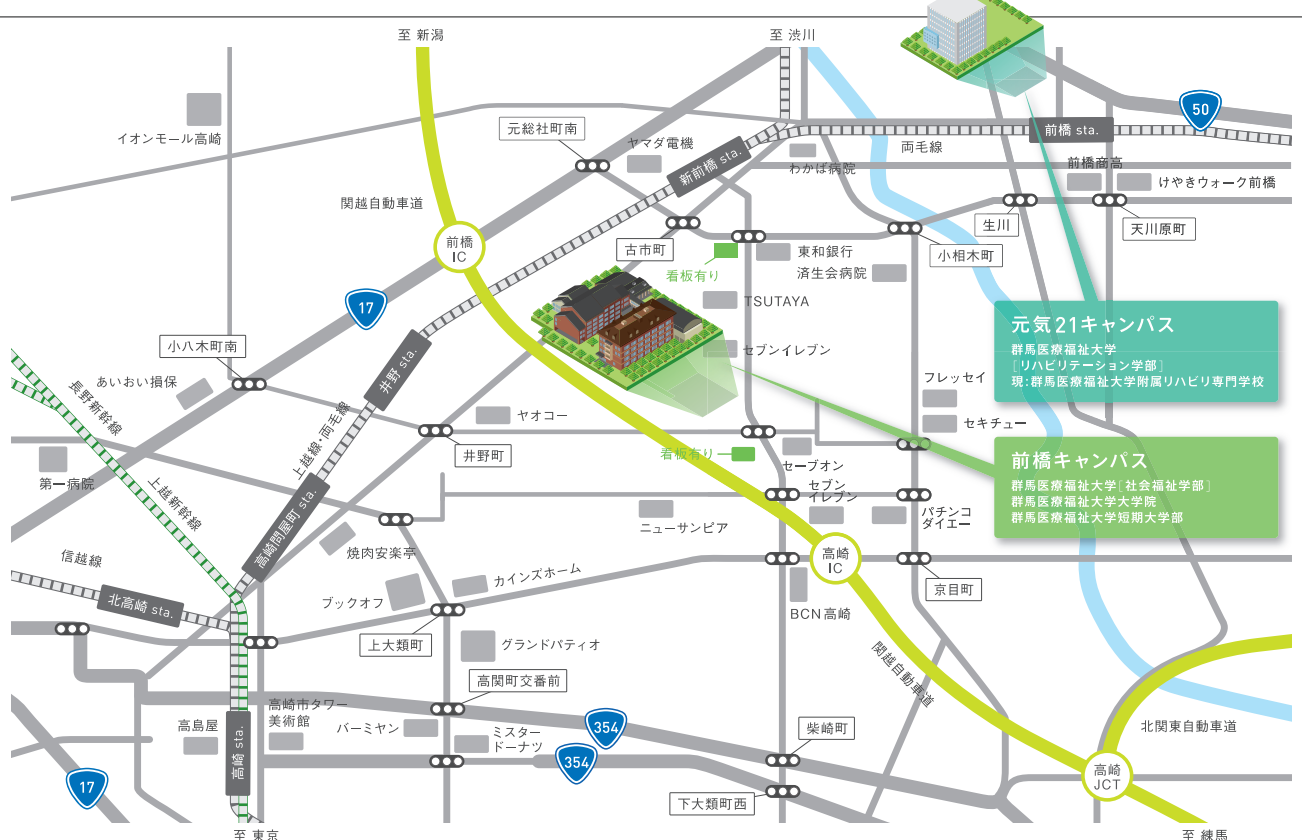 至 新潟
至 渋川
50
イオンモール高崎
元総社町南
ヤマダ電機
新前橋 sta.
わかば病院
両毛線
前橋 sta.
前橋商高
けやきウォーク前橋
関越自動車道
前橋
IC
古市町
看板有り
東和銀行
済生会病院
小相木町
生川
天川原町
17
TSUTAYA
セブンイレブン
元気21キャンパス
群馬医療福祉大学
[リハビリテーション学部]
現:群馬医療福祉大学附属リハビリ専門学校
小八木町南
あいおい損保
井野 sta.
長野新幹線
上越線・両毛線
ヤオコー
井野町
フレッセイ
セキチュー
看板有り
セーブオン
前橋キャンパス
群馬医療福祉大学[社会福祉学部]
群馬医療福祉大学大学院
群馬医療福祉大学短期大学部
第一病院
上越新幹線
高崎問屋町 sta.
セブン
イレブン
ニューサンピア
パチンコ
ダイエー
焼肉安楽亭
信越線
北高崎 sta.
ブックオフ
カインズホーム
高崎
IC
京目町
BCN高崎
上大類町
グランドパティオ
関越自動車道
高関町交番前
高崎市タワー
美術館
高島屋
高崎 sta.
バーミヤン
ミスター
ドーナツ
354
354
柴崎町
下大類町西
北関東自動車道
高崎
JCT
17
至 東京
至 練馬